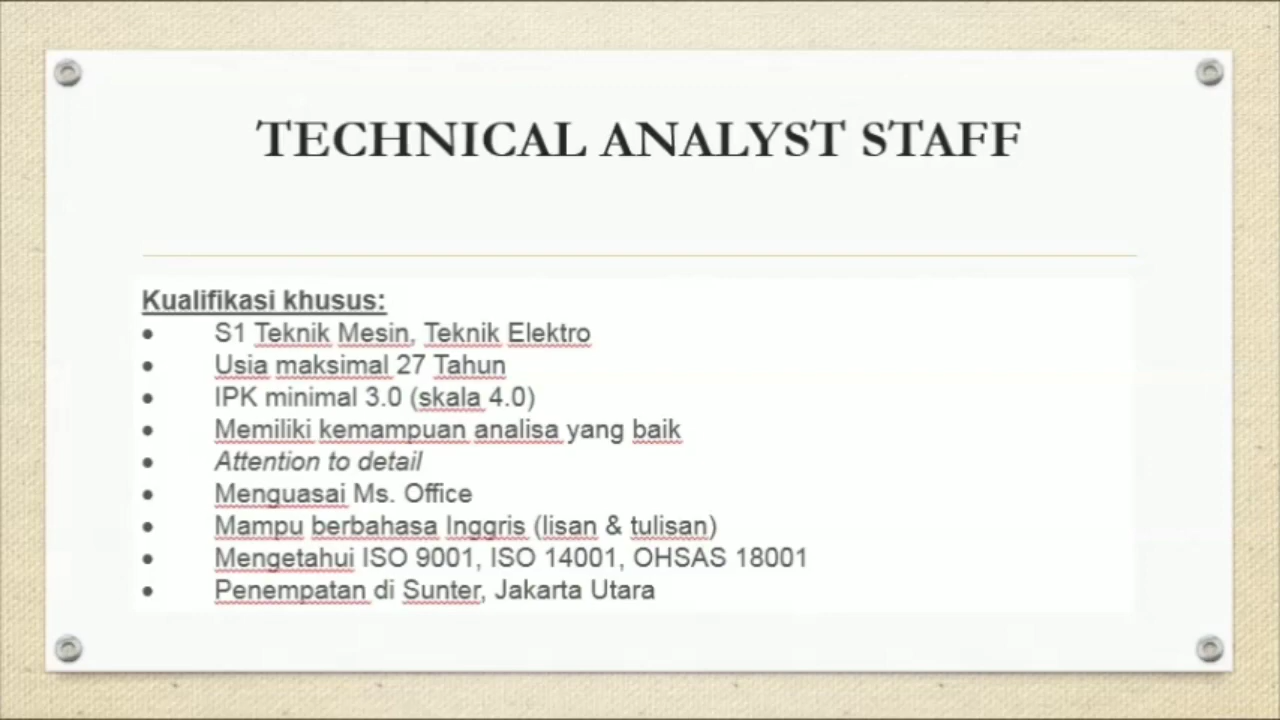 TECHNICAL ANALYST STAFF
Kualifikasi khusus:
• S1 Teknik Mesin, Teknik Elektro
• Usia maksimal 27 Tahun
• IPK minimal 3.0 (skala 4.0)
• Memiliki kemampuan analisa yang baik
• Attention to detail
• Menguasai Ms. Office
• Mampu berbahasa Inggris (lisan & tulisan)
• Mengetahui ISO 9001, ISO 14001, OHSAS 18001
• Penempatan di Sunter, Jakarta Utara